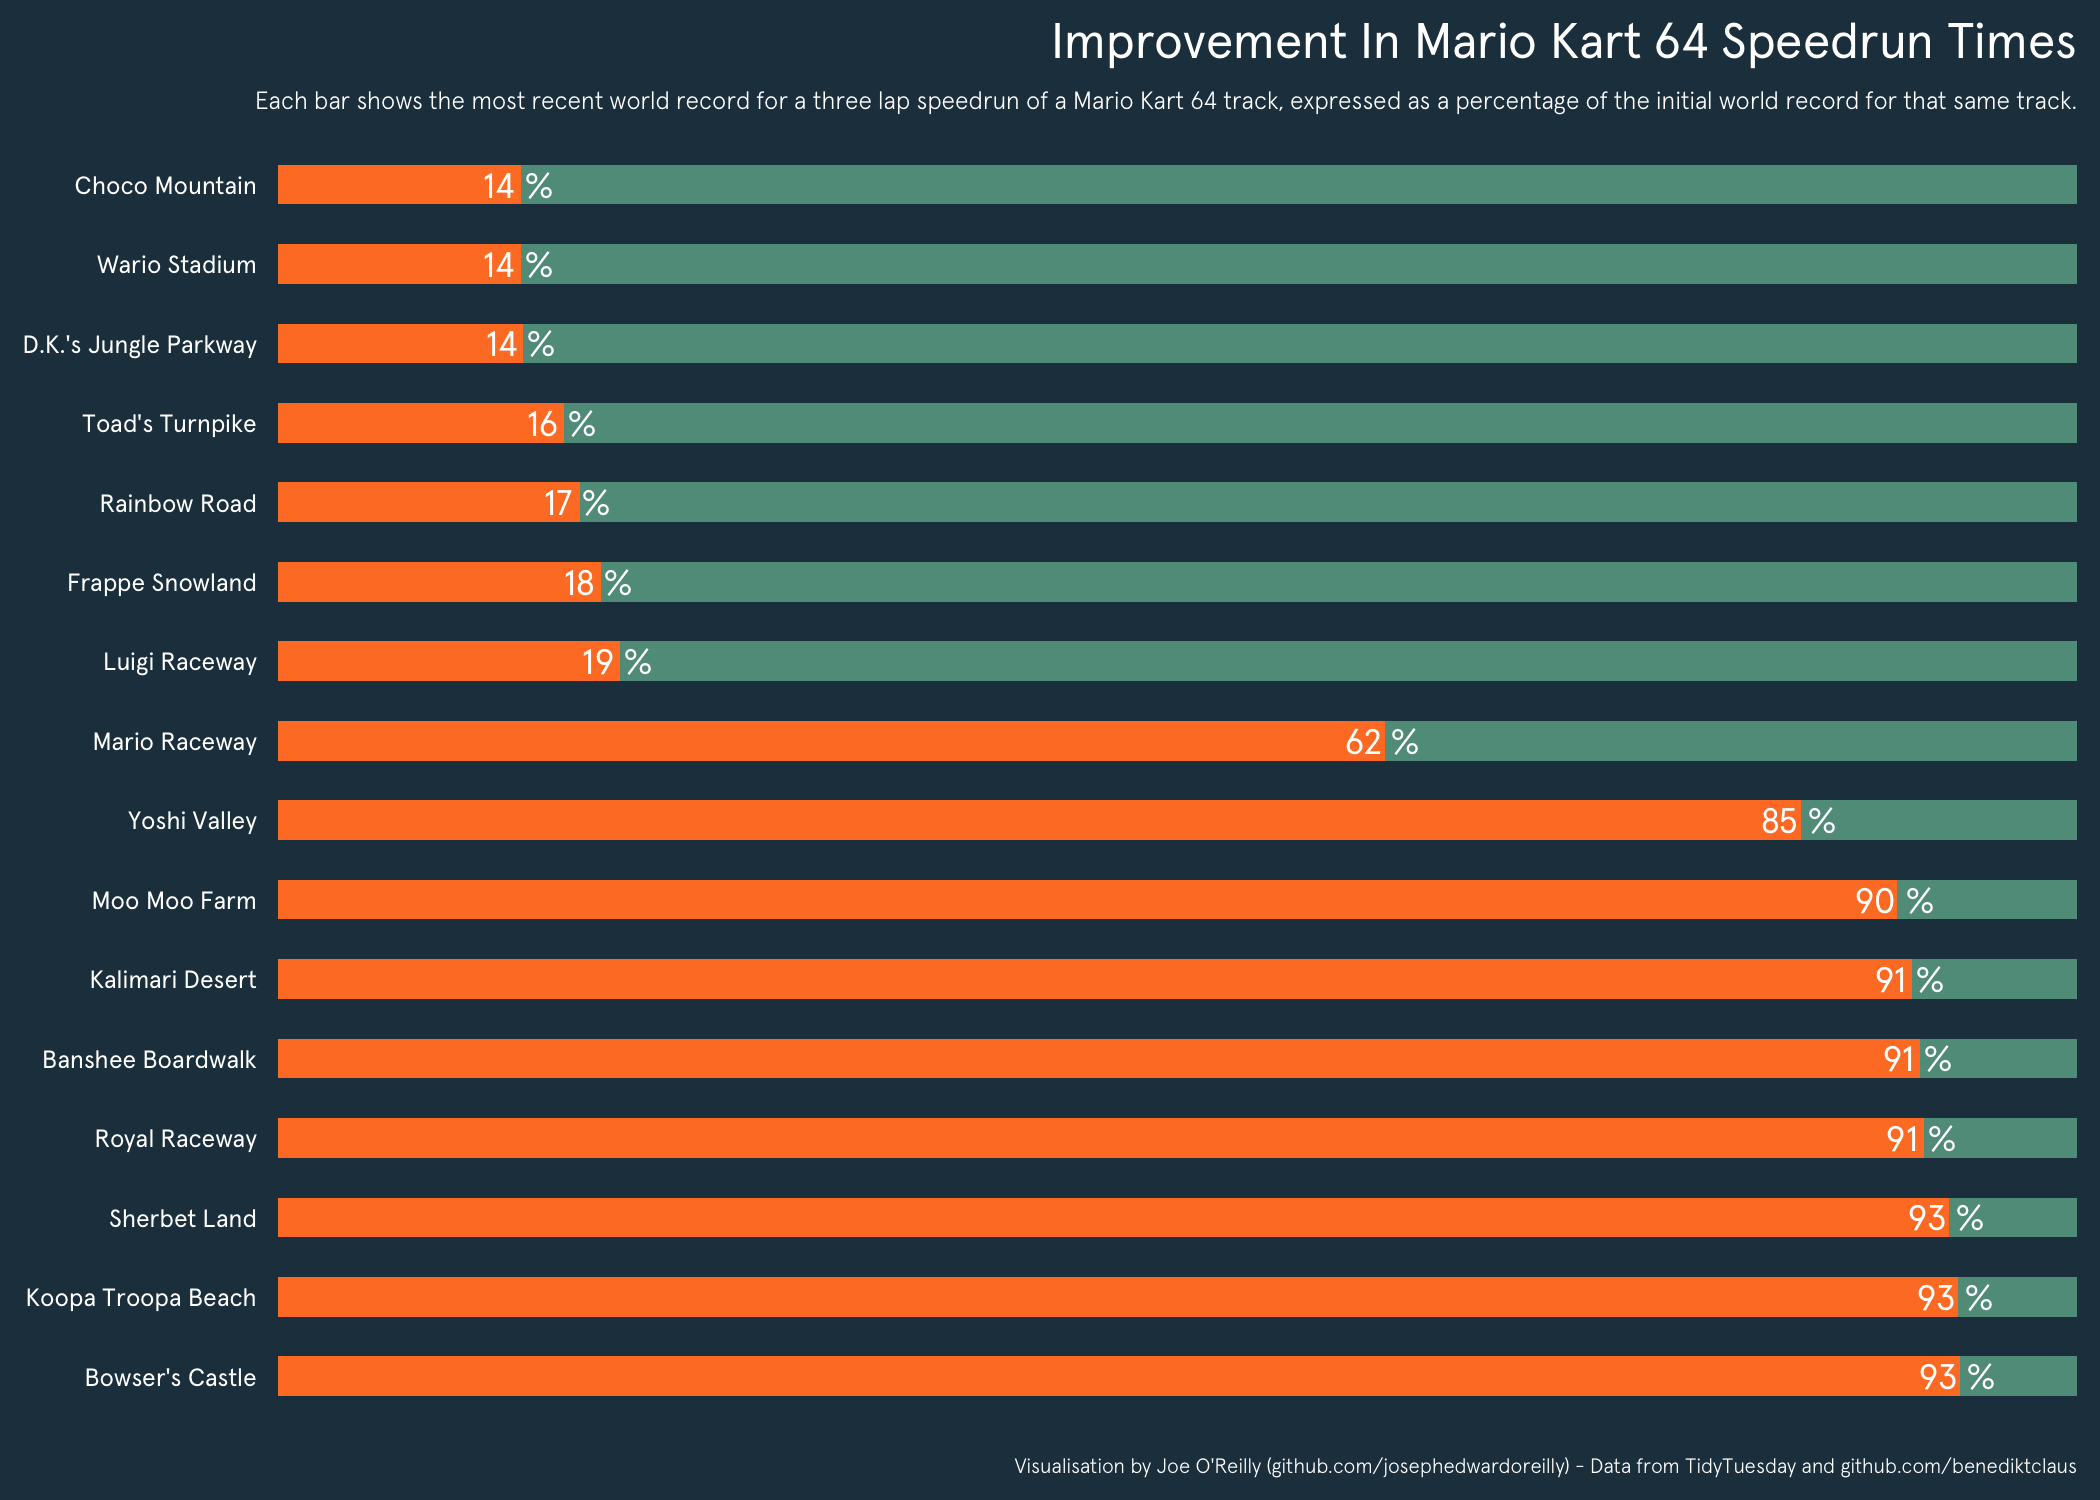 Improvement In Mario Kart 64 Speedrun Times
Each bar shows the most recent world record for a three lap speedrun of a Mario Kart 64 track, expressed as a percentage of the initial world record for that same track.
Choco Mountain 14 %
Wario Stadium 14 %
D.K.'s Jungle Parkway 14 %
Toad's Turnpike 16 %
Rainbow Road 17 %
Frappe Snowland 18 %
Luigi Raceway 19 %
Mario Raceway 62 %
Yoshi Valley 85 %
Moo Moo Farm 90 %
Kalimari Desert 91 %
Banshee Boardwalk 91 %
Royal Raceway 91 %
Sherbet Land 93 %
Koopa Troopa Beach 93 %
Bowser's Castle 93 %
Visualisation by Joe O'Reilly (github.com/josephedwardoreilly) - Data from TidyTuesday and github.com/benediktclaus